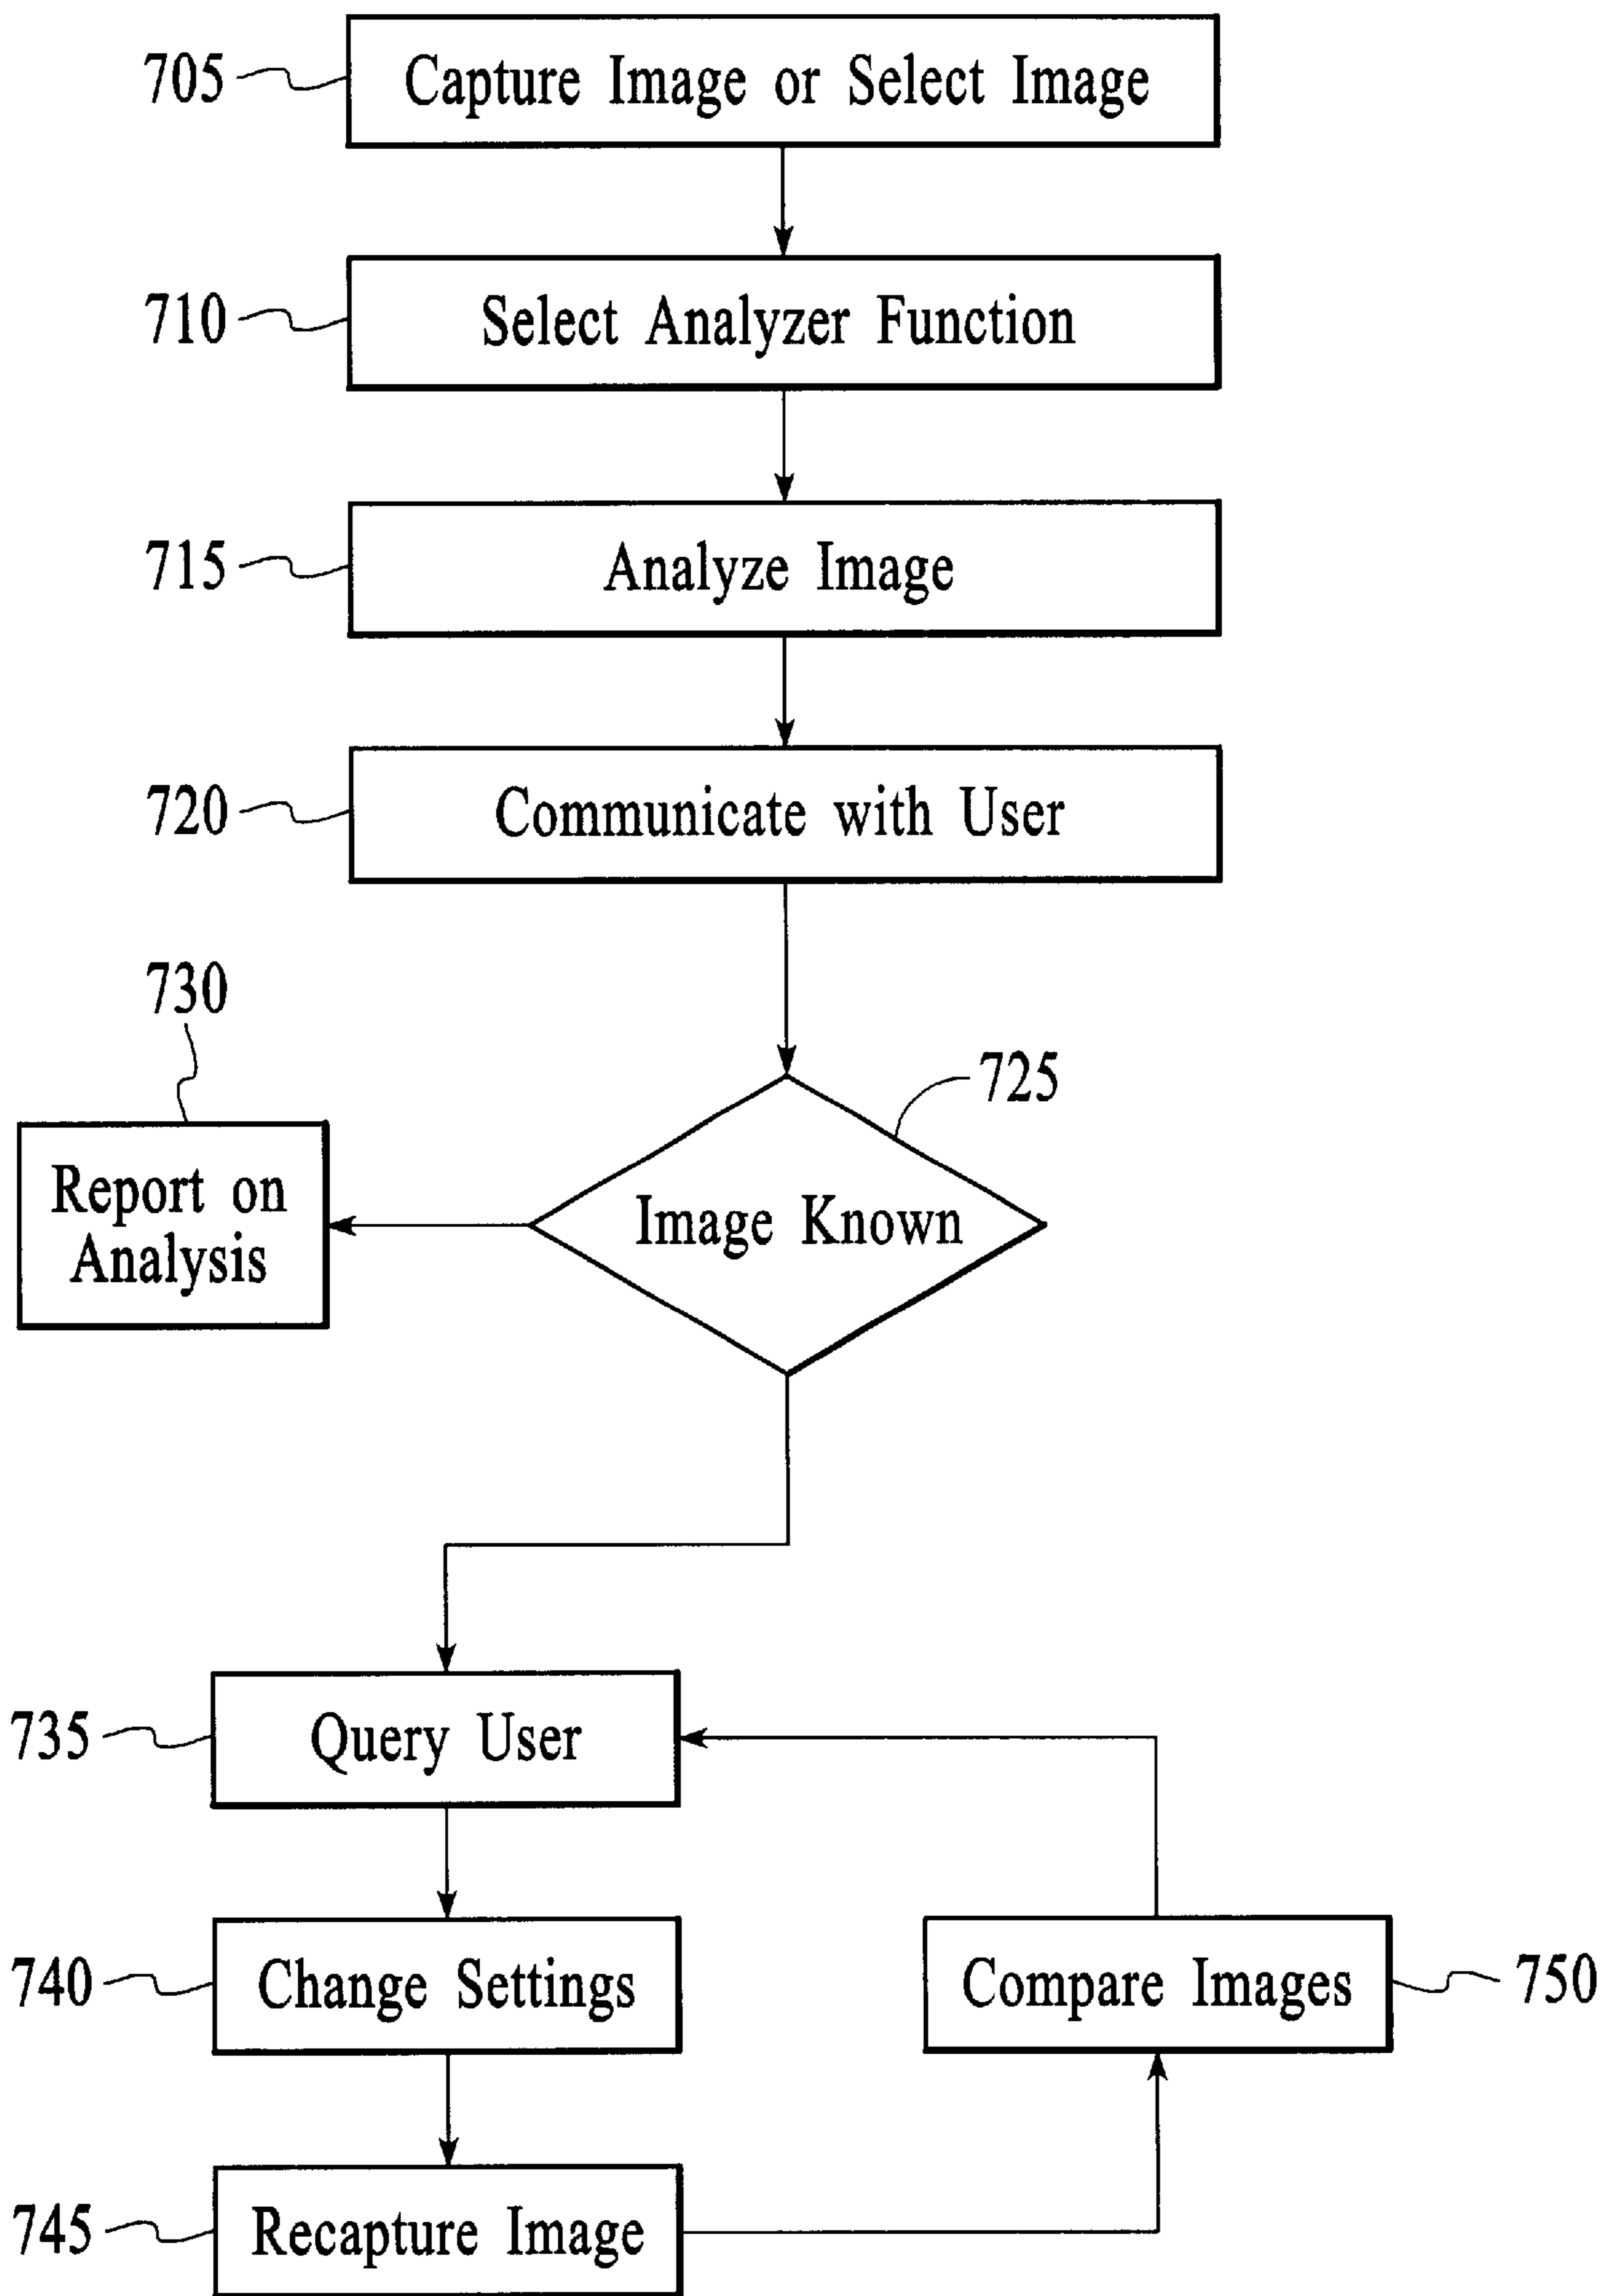 705
Capture Image or Select Image
710
Select Analyzer Function
715
Analyze Image
720
Communicate with User
730
725
Report on
Analysis
Image Known
735
Query User
740
Change Settings
Compare Images
750
745
Recapture Image